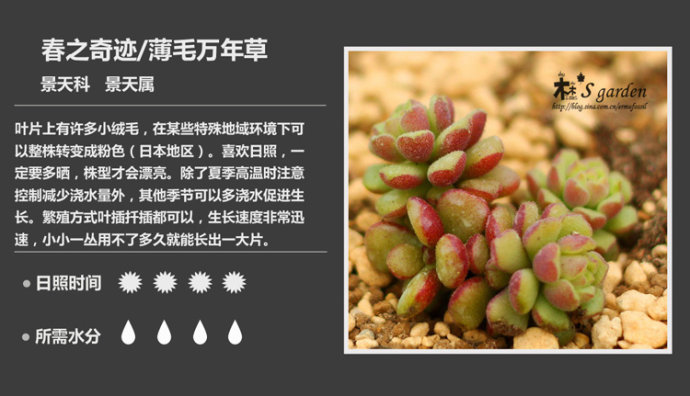 春之奇迹/薄毛万年草
景天科 景天属
叶片上有许多小绒毛，在某些特殊地域环境下可
以整株转变成粉色（日本地区）。喜欢日照，一
定要多晒，株型才会漂亮。除了夏季高温时注意
控制减少浇水量外，其他季节可以多浇水促进生
长。繁殖方式叶插扦插都可以，生长速度非常迅
速，小小一丛用不了多久就能长出一大片。
日照时间
所需水分
S garden